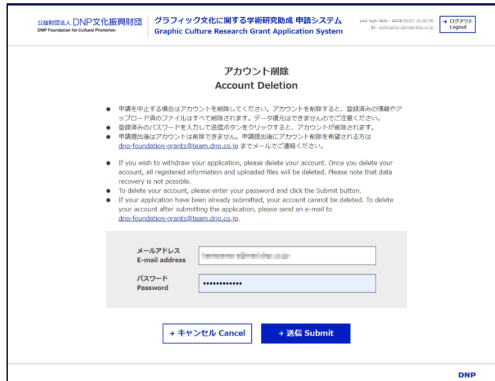 公益財団法人 DNP文化振興財団
DNP Foundation for Cultural Promotion
グラフィック文化に関する学術研究助成 申請システム
Graphic Culture Research Grant Application System
Last login date :
ID :
→ ログアウト
Logout
アカウント削除
Account Deletion
● 申請を中止する場合はアカウントを削除してください。アカウントを削除すると、登録済みの情報やア
ップロード済のファイルはすべて削除されます。データ復元はできませんのでご注意ください。
● 登録済みのパスワードを入力して送信ボタンをクリックすると、アカウントが削除されます。
● 申請提出後はアカウントは削除できません。申請提出後にアカウント削除を希望される方は
dnp-foundation-grants@team.dnp.co.jp までメールでご連絡ください。
● If you wish to withdraw your application, please delete your account. Once you delete your
account, all registered information and uploaded files will be deleted. Please note that data
recovery is not possible.
● To delete your account, please enter your password and click the Submit button.
● If your application have been already submitted, your account cannot be deleted. To delete
your account after submitting the application, please send an e-mail to
dnp-foundation-grants@team.dnp.co.jp.
メールアドレス
E-mail address
パスワード
Password
••••••••••••
→ キャンセル Cancel
→ 送信 Submit
DNP